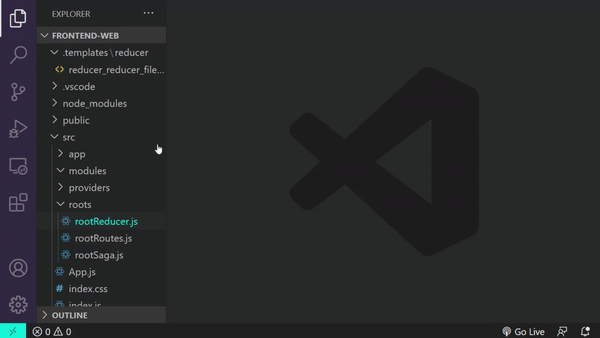 EXPLORER
FRONTEND-WEB
.templates\reducer
reducer_reducer_file...
.vscode
node_modules
public
src
app
modules
providers
roots
rootReducer.js
rootRoutes.js
rootSaga.js
App.js
index.css
index.js
OUTLINE
0 0 Go Live